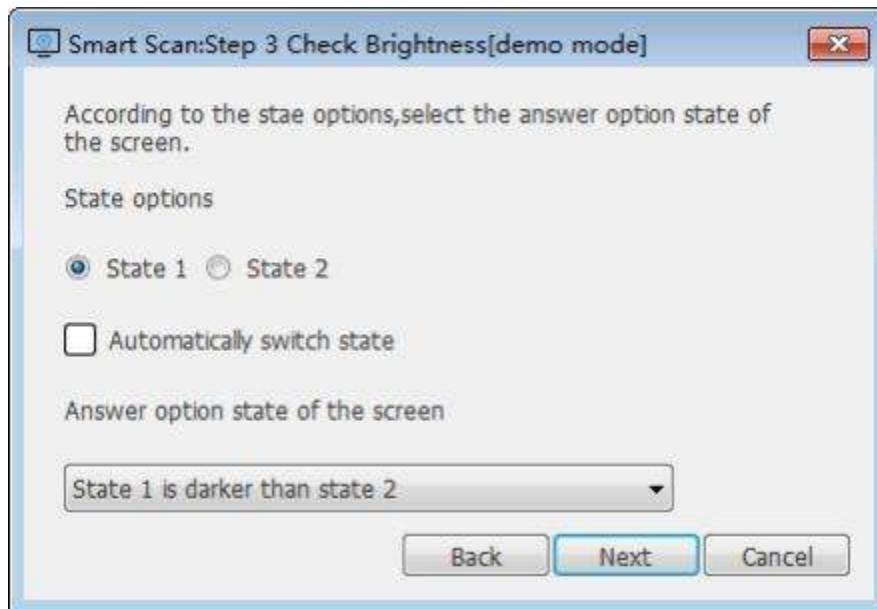 Smart Scan:Step 3 Check Brightness[demo mode]
According to the stae options,select the answer option state of
the screen.
State options
State 1 State 2
Automatically switch state
Answer option state of the screen
State 1 is darker than state 2
Back Next Cancel